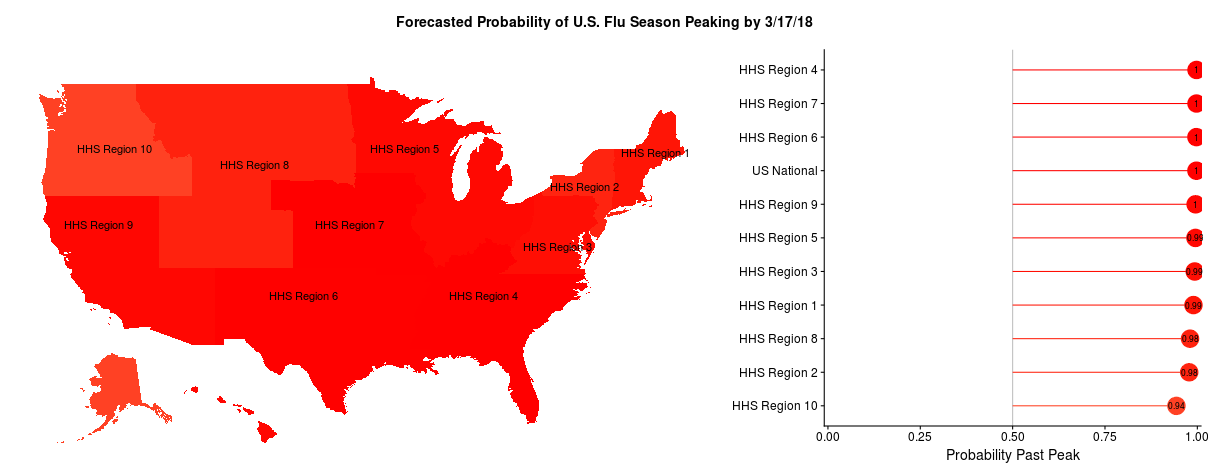 Forecasted Probability of U.S. Flu Season Peaking by 3/17/18
HHS Region 10
HHS Region 8
HHS Region 5
HHS Region 1
HHS Region 2
HHS Region 9
HHS Region 7
HHS Region 3
HHS Region 6
HHS Region 4
HHS Region 4 1
HHS Region 7 1
HHS Region 6 1
US National 1
HHS Region 9 1
HHS Region 5 0.99
HHS Region 3 0.99
HHS Region 1 0.99
HHS Region 8 0.98
HHS Region 2 0.98
HHS Region 10 0.94
0.00 0.25 0.50 0.75 1.00
Probability Past Peak